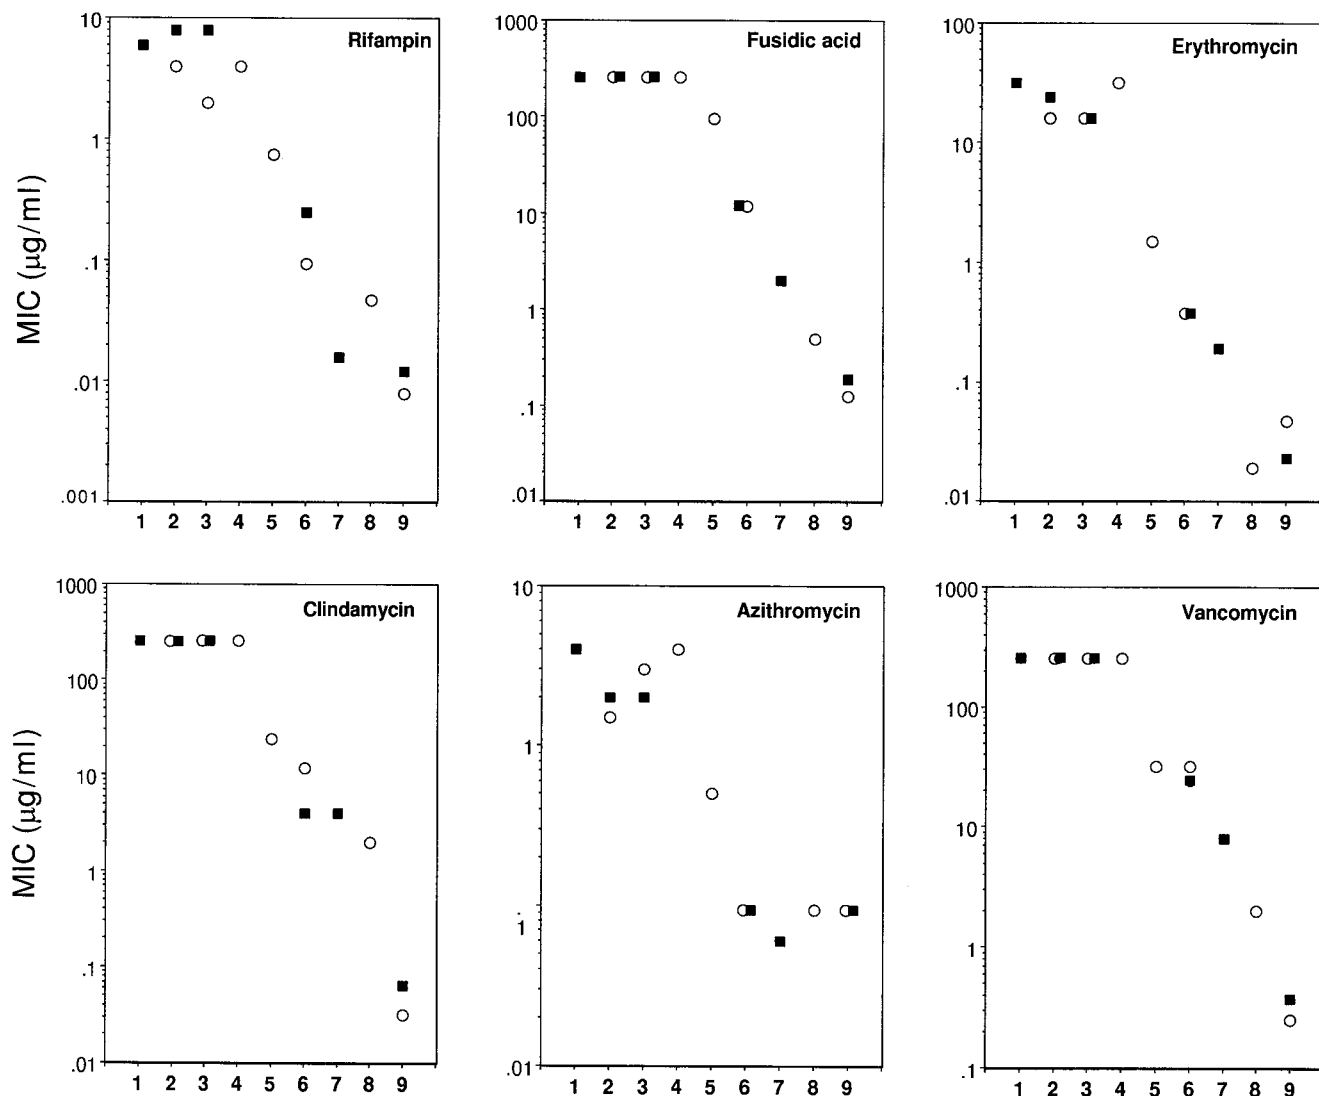 Rifampin
10
1
.1
.01
.001
MIC (μg/ml)
1 2 3 4 5 6 7 8 9
Fusidic acid
1000
100
10
1
.1
.01
1 2 3 4 5 6 7 8 9
Erythromycin
100
10
1
.1
.01
1 2 3 4 5 6 7 8 9
Clindamycin
1000
100
10
1
.1
.01
MIC (μg/ml)
1 2 3 4 5 6 7 8 9
Azithromycin
10
1
.1
.01
1 2 3 4 5 6 7 8 9
Vancomycin
1000
100
10
1
.1
1 2 3 4 5 6 7 8 9